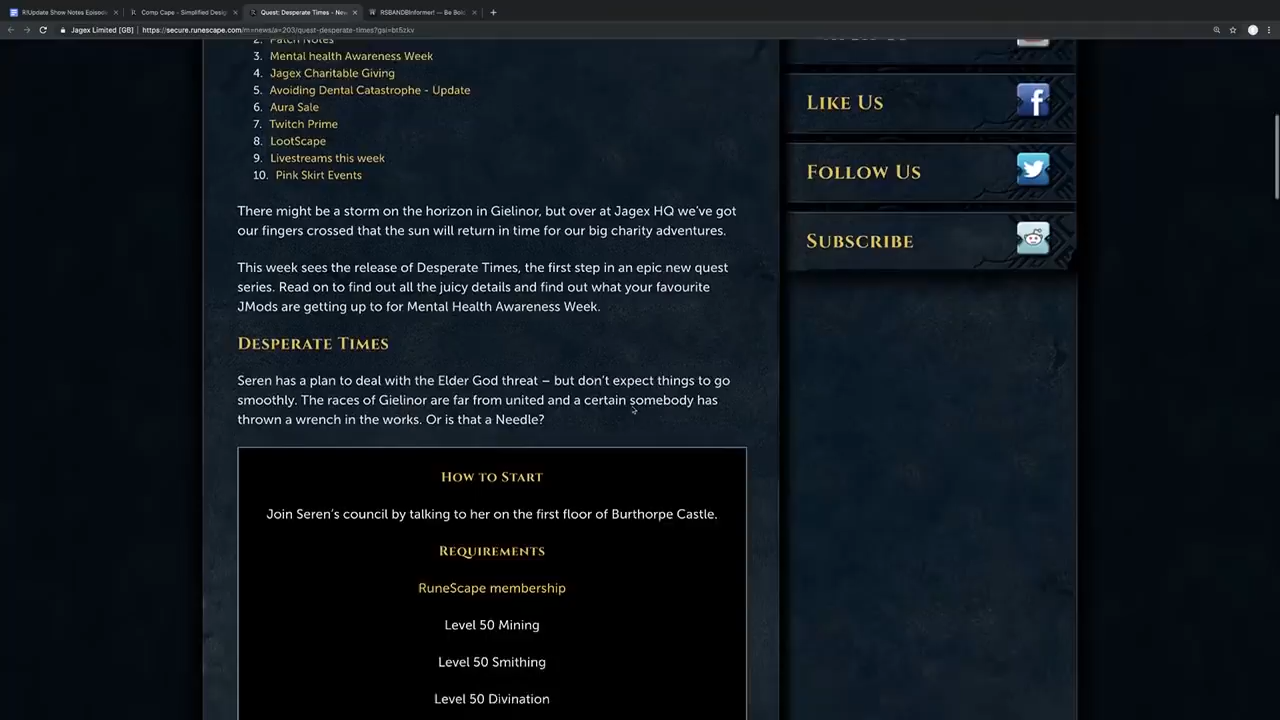 RUpdate Show Notes Episode
Comp Cape - Simplified Desig
Quest: Desperate Times - New
RSBANDBInformer! — Be Bold
Jagex Limited [GB] | https://secure.runescape.com/m=news/a=203/quest-desperate-times?gsi=bt5zkv
2. Patch Notes
3. Mental health Awareness Week
4. Jagex Charitable Giving
5. Avoiding Dental Catastrophe - Update
6. Aura Sale
7. Twitch Prime
8. LootScape
9. Livestreams this week
10. Pink Skirt Events
There might be a storm on the horizon in Gielinor, but over at Jagex HQ we've got
our fingers crossed that the sun will return in time for our big charity adventures.
This week sees the release of Desperate Times, the first step in an epic new quest
series. Read on to find out all the juicy details and find out what your favourite
JMods are getting up to for Mental Health Awareness Week.
Desperate Times
Seren has a plan to deal with the Elder God threat – but don't expect things to go
smoothly. The races of Gielinor are far from united and a certain somebody has
thrown a wrench in the works. Or is that a Needle?
How to Start
Join Seren's council by talking to her on the first floor of Burthorpe Castle.
Requirements
RuneScape membership
Level 50 Mining
Level 50 Smithing
Level 50 Divination
Like Us
Follow Us
Subscribe